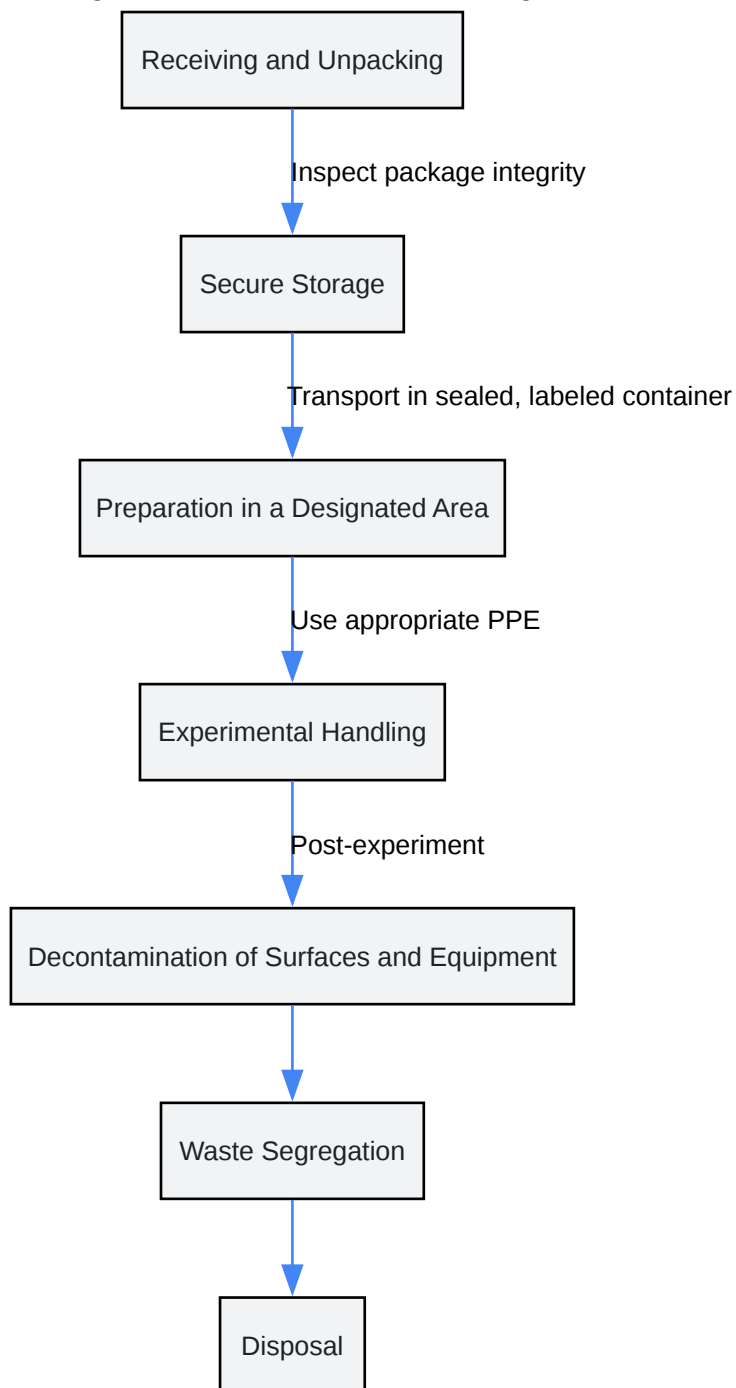 Receiving and Unpacking
Inspect package integrity
Secure Storage
Transport in sealed, labeled container
Preparation in a Designated Area
Use appropriate PPE
Experimental Handling
Post-experiment
Decontamination of Surfaces and Equipment
Waste Segregation
Disposal